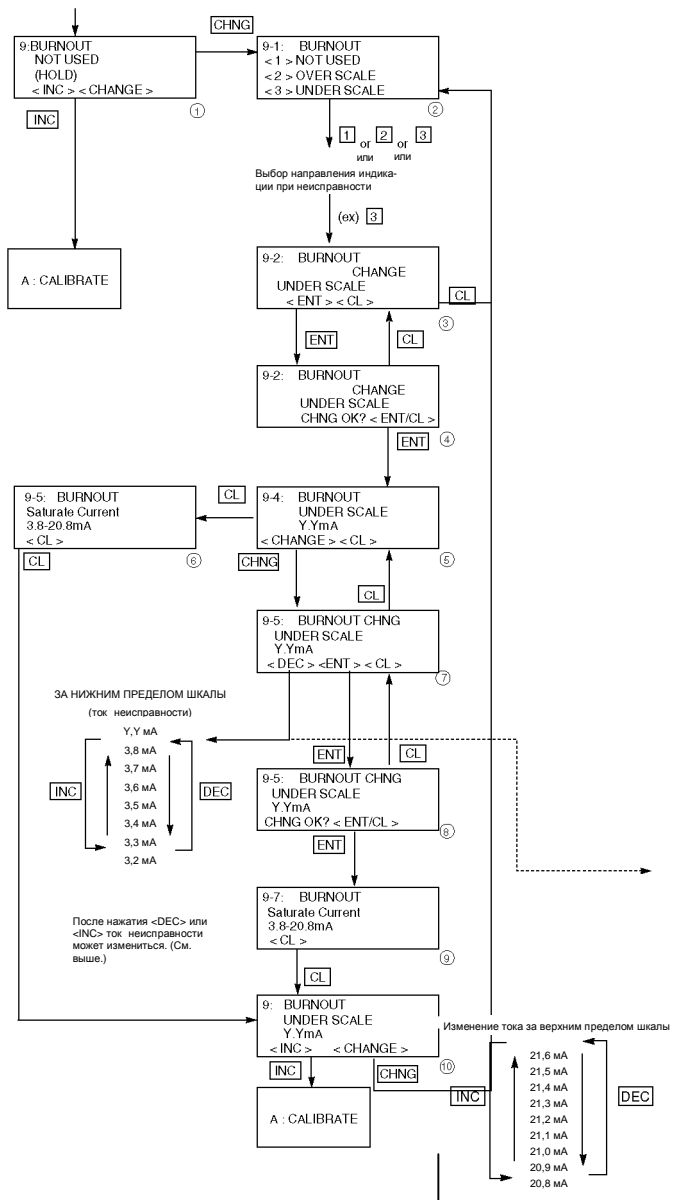 CHNG
9:BURNOUT
NOT USED
(HOLD)
< INC > < CHANGE >
①
9-1: BURNOUT
< 1 > NOT USED
< 2 > OVER SCALE
< 3 > UNDER SCALE
②
INC
1 or 2 or 3
или или
Выбор направления индика-
ции при неисправности
(ex) 3
A : CALIBRATE
9-2: BURNOUT
CHANGE
UNDER SCALE
< ENT > < CL >
③
CL
ENT
CL
9-2: BURNOUT
CHANGE
UNDER SCALE
CHNG OK? < ENT/CL >
④
ENT
9-5: BURNOUT
Saturate Current
3.8-20.8mA
< CL >
⑥
CL
9-4: BURNOUT
UNDER SCALE
Y.YmA
< CHANGE > < CL >
⑤
CL
CHNG
CL
9-5: BURNOUT CHNG
UNDER SCALE
Y.YmA
< DEC > <ENT > < CL >
⑦
ЗА НИЖНИМ ПРЕДЕЛОМ ШКАЛЫ
(ток неисправности)
Y,Y мА
3,8 мА
3,7 мА
3,6 мА
3,5 мА
3,4 мА
3,3 мА
3,2 мА
INC
DEC
ENT
CL
9-5: BURNOUT CHNG
UNDER SCALE
Y.YmA
CHNG OK? < ENT/CL >
⑧
ENT
9-7: BURNOUT
Saturate Current
3.8-20.8mA
< CL >
⑨
После нажатия <DEC> или
<INC> ток неисправности
может измениться. (См.
выше.)
CL
9: BURNOUT
UNDER SCALE
Y.YmA
< INC > < CHANGE >
⑩
INC
CHNG
A : CALIBRATE
Изменение тока за верхним пределом шкалы
21,6 мА
21,5 мА
21,4 мА
21,3 мА
21,2 мА
21,1 мА
21,0 мА
20,9 мА
20,8 мА
INC
DEC